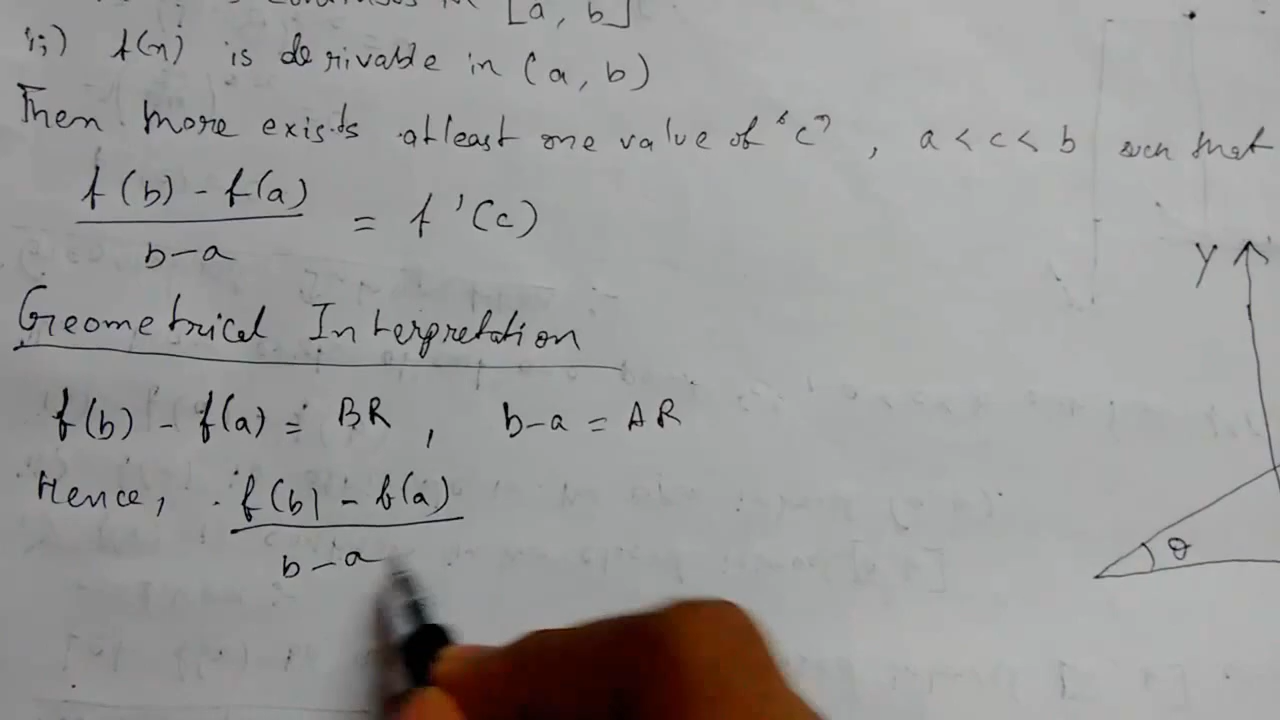 [a, b]
ii) f(x) is derivable in (a, b)
Then there exists atleast one value of "c", a < c < b such that
f(b) - f(a)
b-a
= f'(c)
Geometrical Interpretation
f(b) - f(a) = BR, b-a = AR
Hence, f(b) - f(a)
b-a
Y
θ